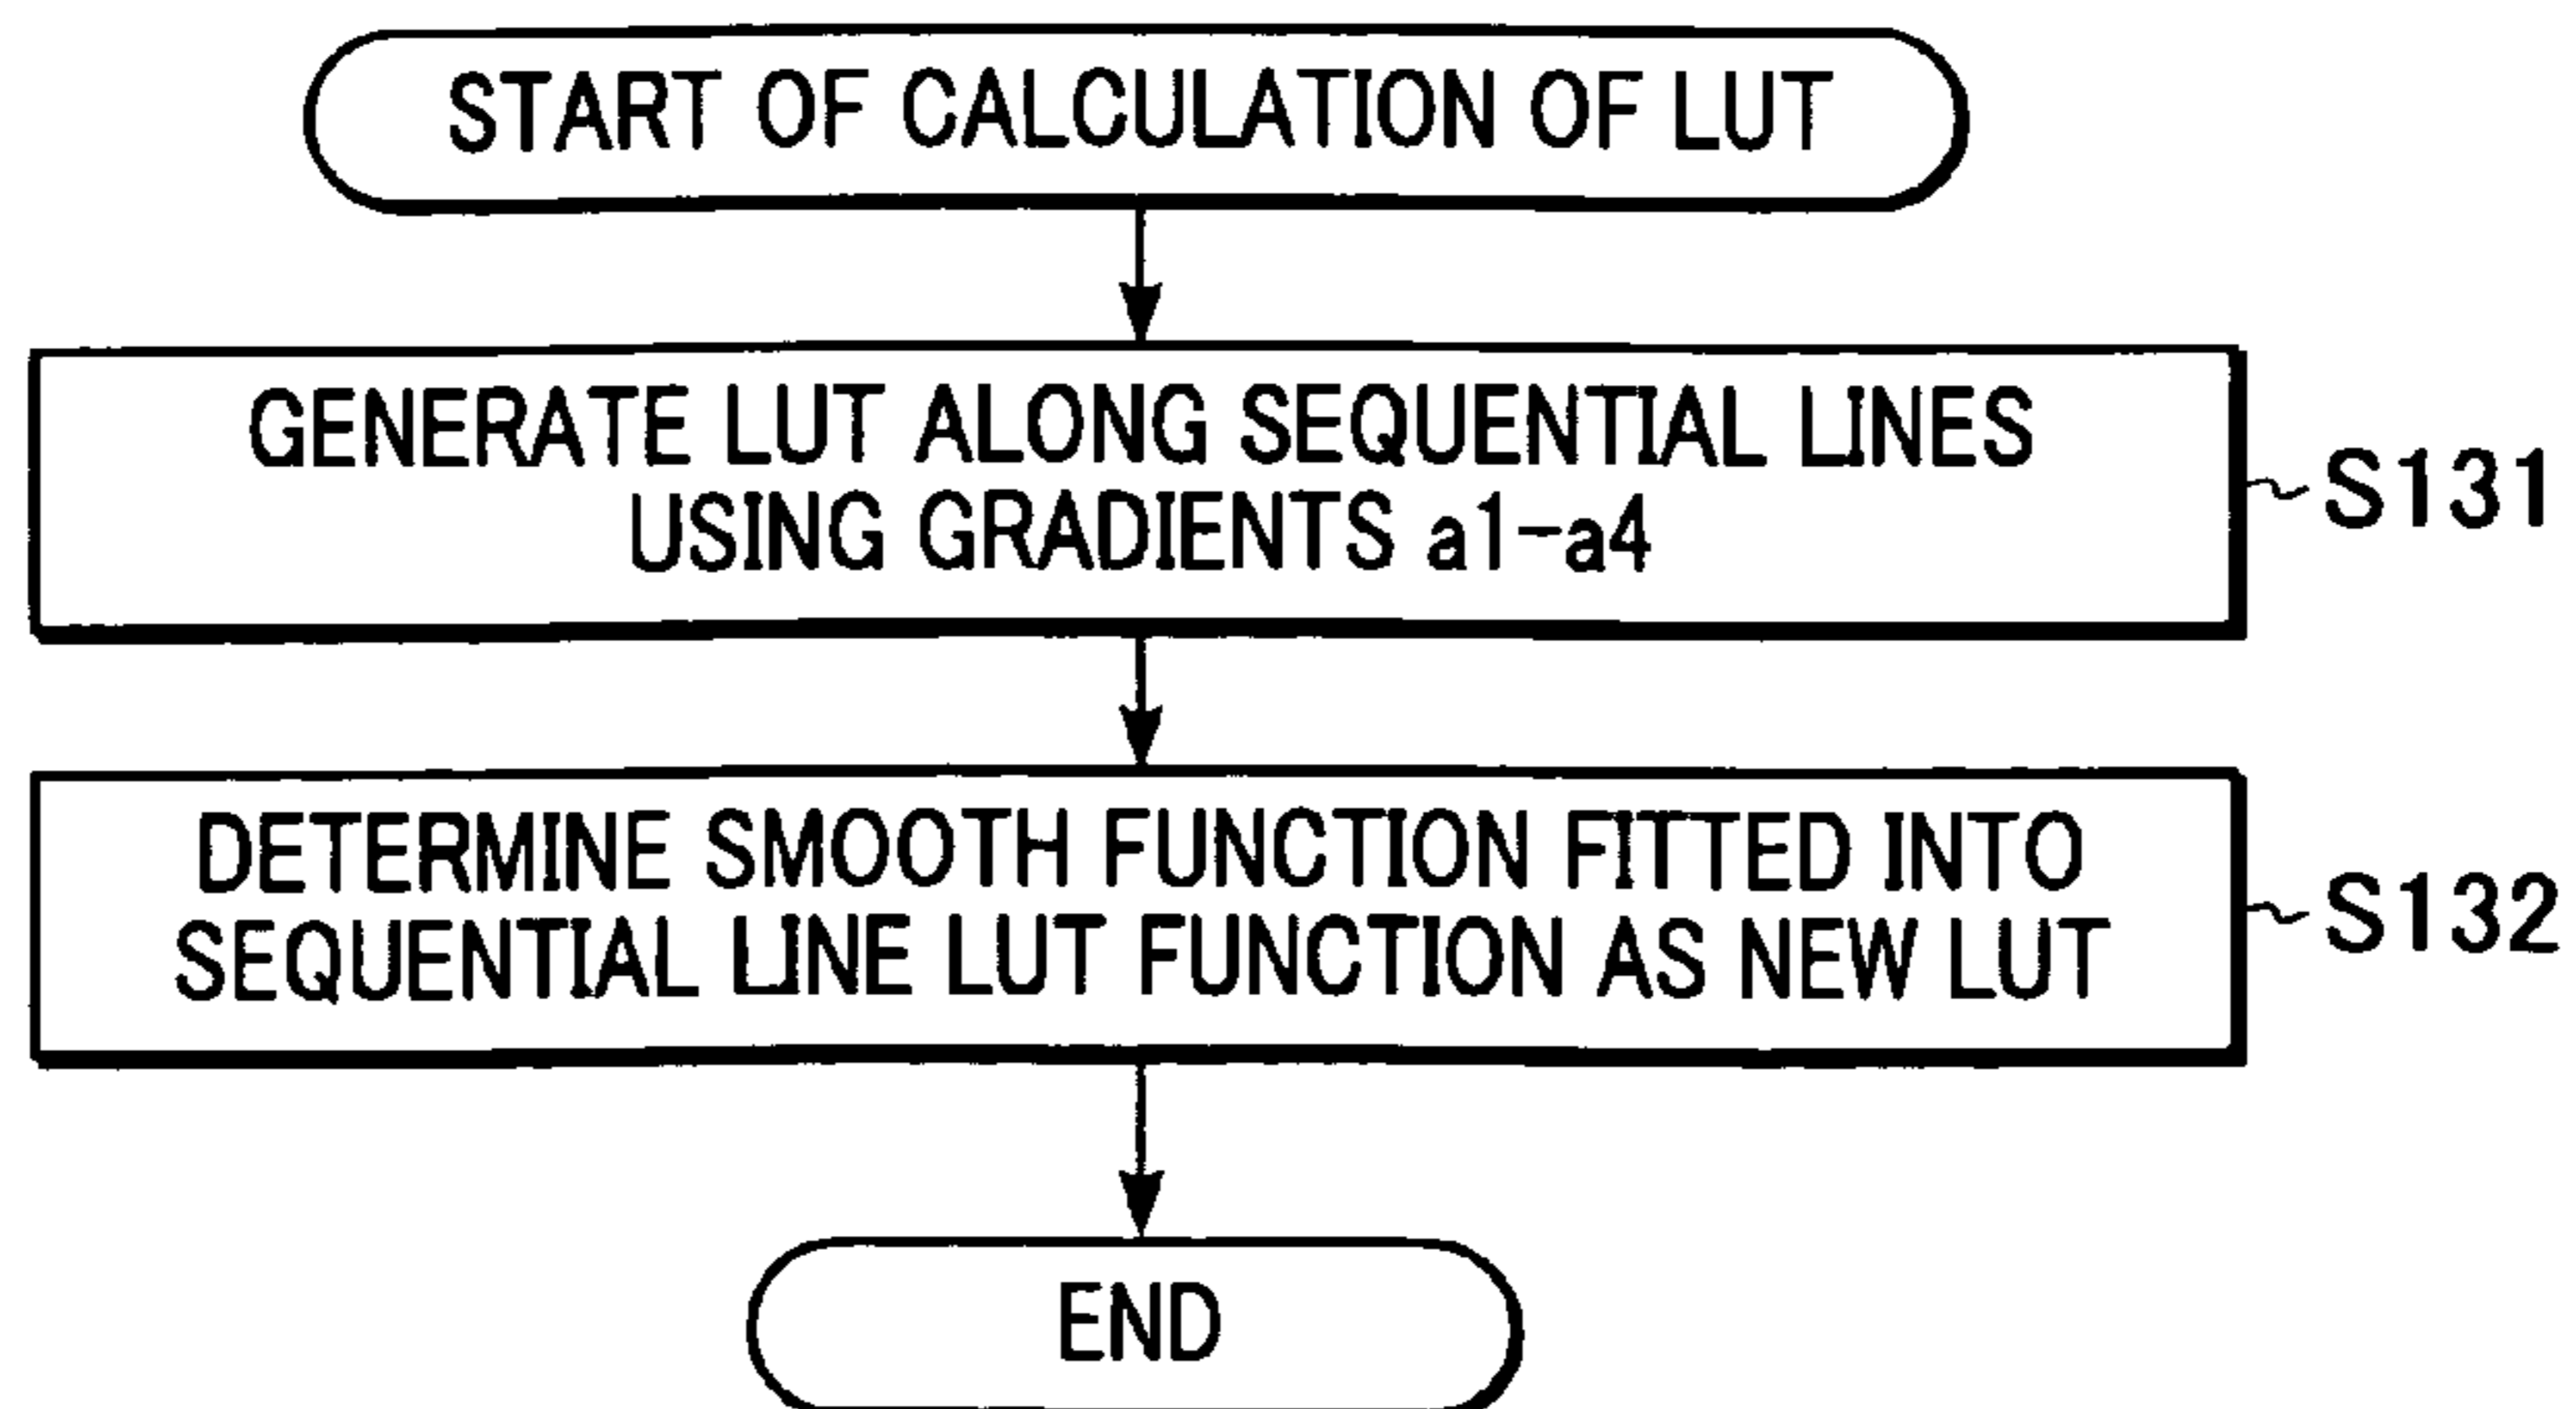 START OF CALCULATION OF LUT
GENERATE LUT ALONG SEQUENTIAL LINES
USING GRADIENTS a1-a4
S131
DETERMINE SMOOTH FUNCTION FITTED INTO
SEQUENTIAL LINE LUT FUNCTION AS NEW LUT
S132
END